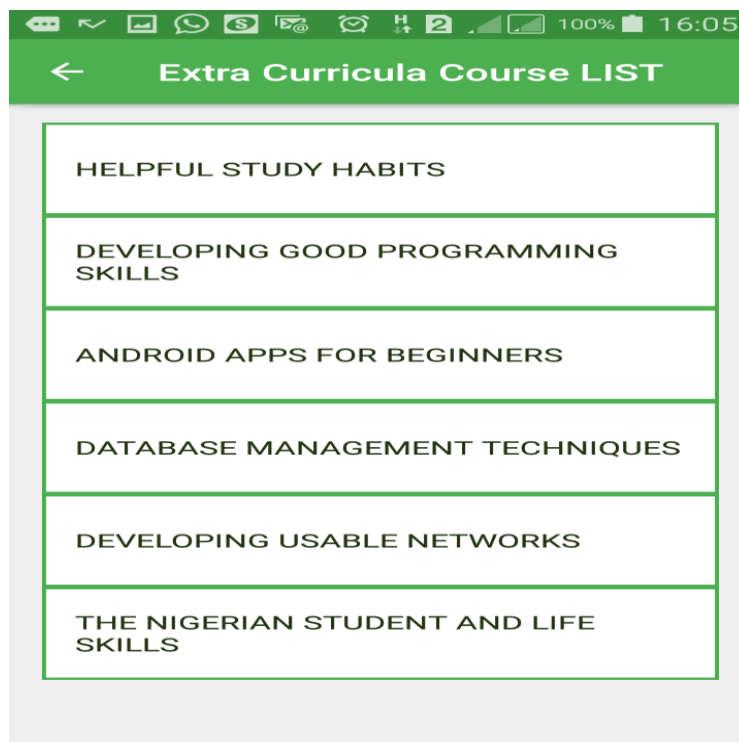 H 2 100% 16:05
Extra Curricula Course LIST
HELPFUL STUDY HABITS
DEVELOPING GOOD PROGRAMMING
SKILLS
ANDROID APPS FOR BEGINNERS
DATABASE MANAGEMENT TECHNIQUES
DEVELOPING USABLE NETWORKS
THE NIGERIAN STUDENT AND LIFE
SKILLS